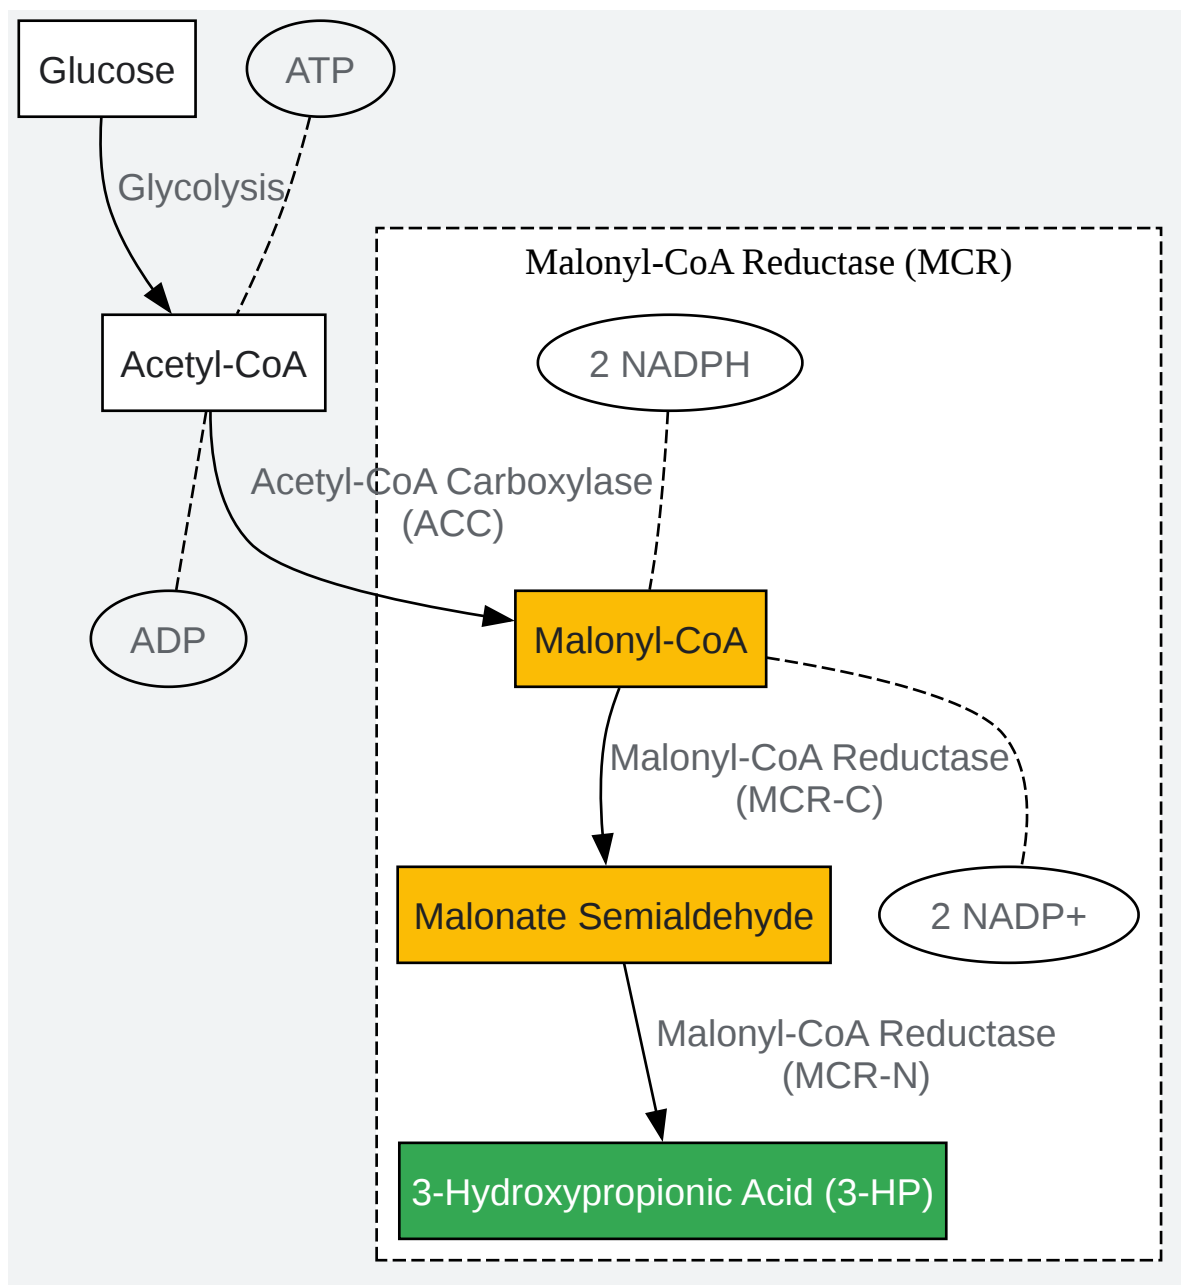 Glucose
ATP
Glycolysis
Malonyl-CoA Reductase (MCR)
Acetyl-CoA
2 NADPH
Acetyl-CoA Carboxylase
(ACC)
ADP
Malonyl-CoA
Malonyl-CoA Reductase
(MCR-C)
Malonate Semialdehyde
2 NADP+
Malonyl-CoA Reductase
(MCR-N)
3-Hydroxypropionic Acid (3-HP)